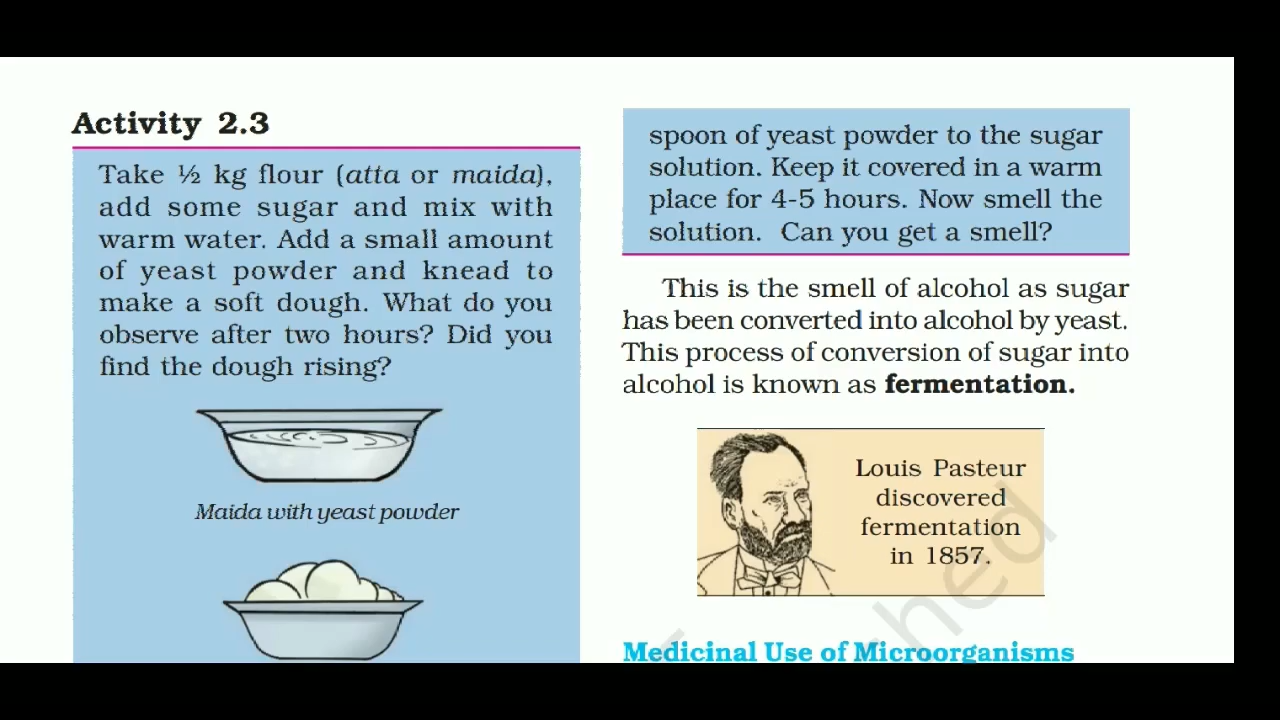 Activity 2.3
Take ½ kg flour (atta or maida),
add some sugar and mix with
warm water. Add a small amount
of yeast powder and knead to
make a soft dough. What do you
observe after two hours? Did you
find the dough rising?
Maida with yeast powder
spoon of yeast powder to the sugar
solution. Keep it covered in a warm
place for 4-5 hours. Now smell the
solution. Can you get a smell?
This is the smell of alcohol as sugar
has been converted into alcohol by yeast.
This process of conversion of sugar into
alcohol is known as fermentation.
Louis Pasteur
discovered
fermentation
in 1857.
Medicinal Use of Microorganisms